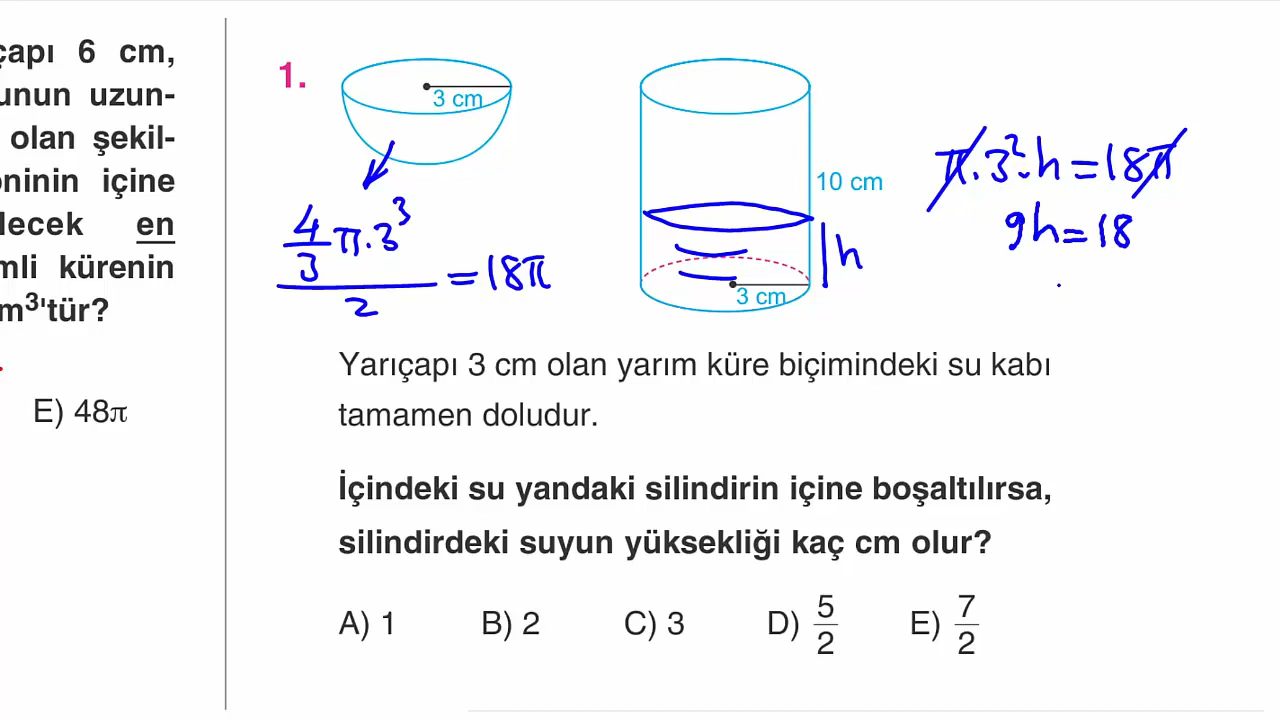 çapı 6 cm,
unun uzun-
olan şekil-
oninin içine
lecek en
mli kürenin
m³'tür?
E) 48π
1.
3 cm
4/3 π.3³ / 2 = 18π
10 cm
h
3 cm
π.3².h=18π
9h=18
Yarıçapı 3 cm olan yarım küre biçimindeki su kabı
tamamen doludur.
İçindeki su yandaki silindirin içine boşaltılırsa,
silindirdeki suyun yüksekliği kaç cm olur?
A) 1 B) 2 C) 3 D) 5/2 E) 7/2